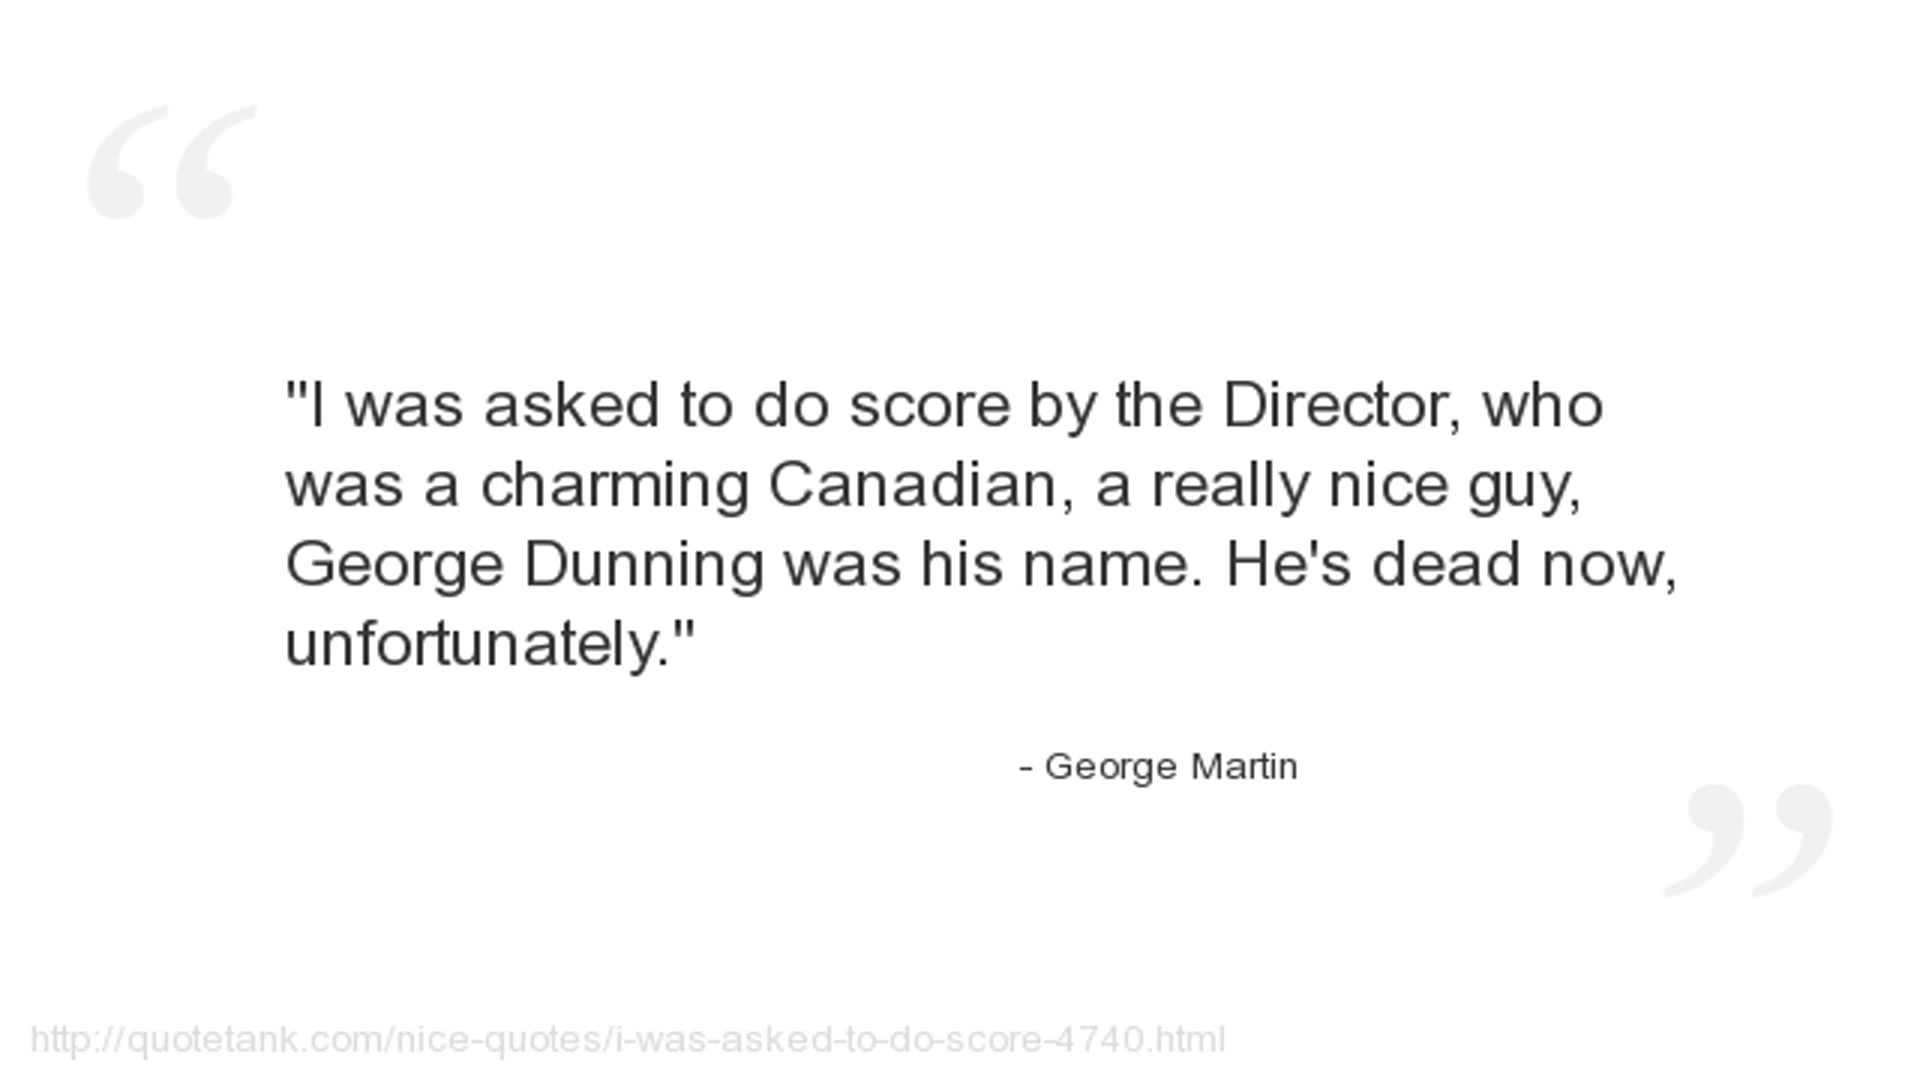 "I was asked to do score by the Director, who
was a charming Canadian, a really nice guy,
George Dunning was his name. He's dead now,
unfortunately."
- George Martin
http://quotetank.com/nice-quotes/i-was-asked-to-do-score-4740.html